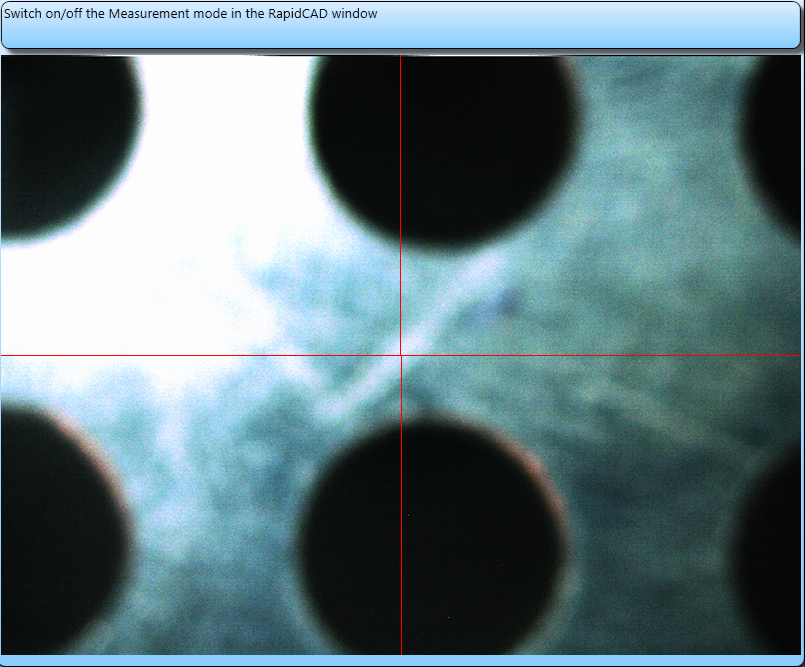 Switch on/off the Measurement mode in the RapidCAD window